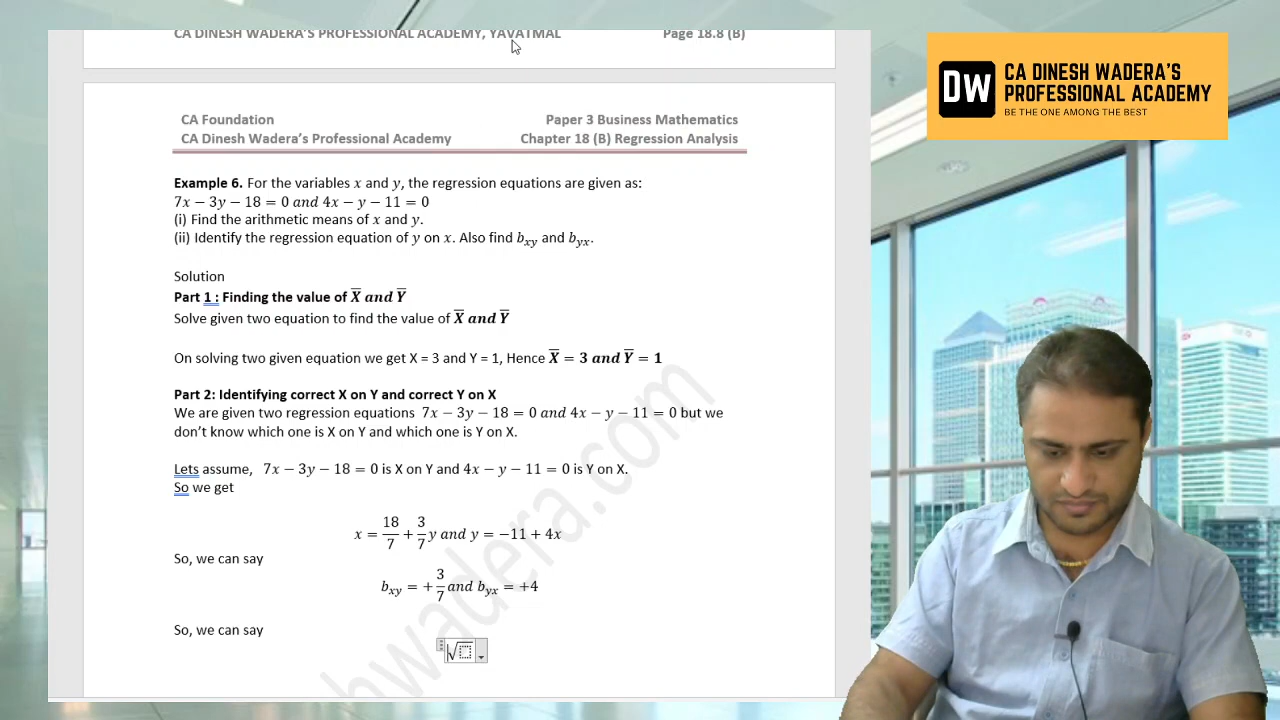 CA DINESH WADERA'S PROFESSIONAL ACADEMY, YAVATMAL Page 18.8 (B)
CA Foundation Paper 3 Business Mathematics
CA Dinesh Wadera's Professional Academy Chapter 18 (B) Regression Analysis
Example 6. For the variables x and y, the regression equations are given as:
7x − 3y − 18 = 0 and 4x − y − 11 = 0
(i) Find the arithmetic means of x and y.
(ii) Identify the regression equation of y on x. Also find b_xy and b_yx.
Solution
Part 1 : Finding the value of X̅ and Y̅
Solve given two equation to find the value of X̅ and Y̅
On solving two given equation we get X = 3 and Y = 1, Hence X̅ = 3 and Y̅ = 1
Part 2: Identifying correct X on Y and correct Y on X
We are given two regression equations 7x − 3y − 18 = 0 and 4x − y − 11 = 0 but we
don't know which one is X on Y and which one is Y on X.
Lets assume, 7x − 3y − 18 = 0 is X on Y and 4x − y − 11 = 0 is Y on X.
So we get
x = 18/7 + 3/7 y and y = −11 + 4x
So, we can say
b_xy = + 3/7 and b_yx = +4
So, we can say
√
hwadera.com
DW
CA DINESH WADERA'S
PROFESSIONAL ACADEMY
BE THE ONE AMONG THE BEST